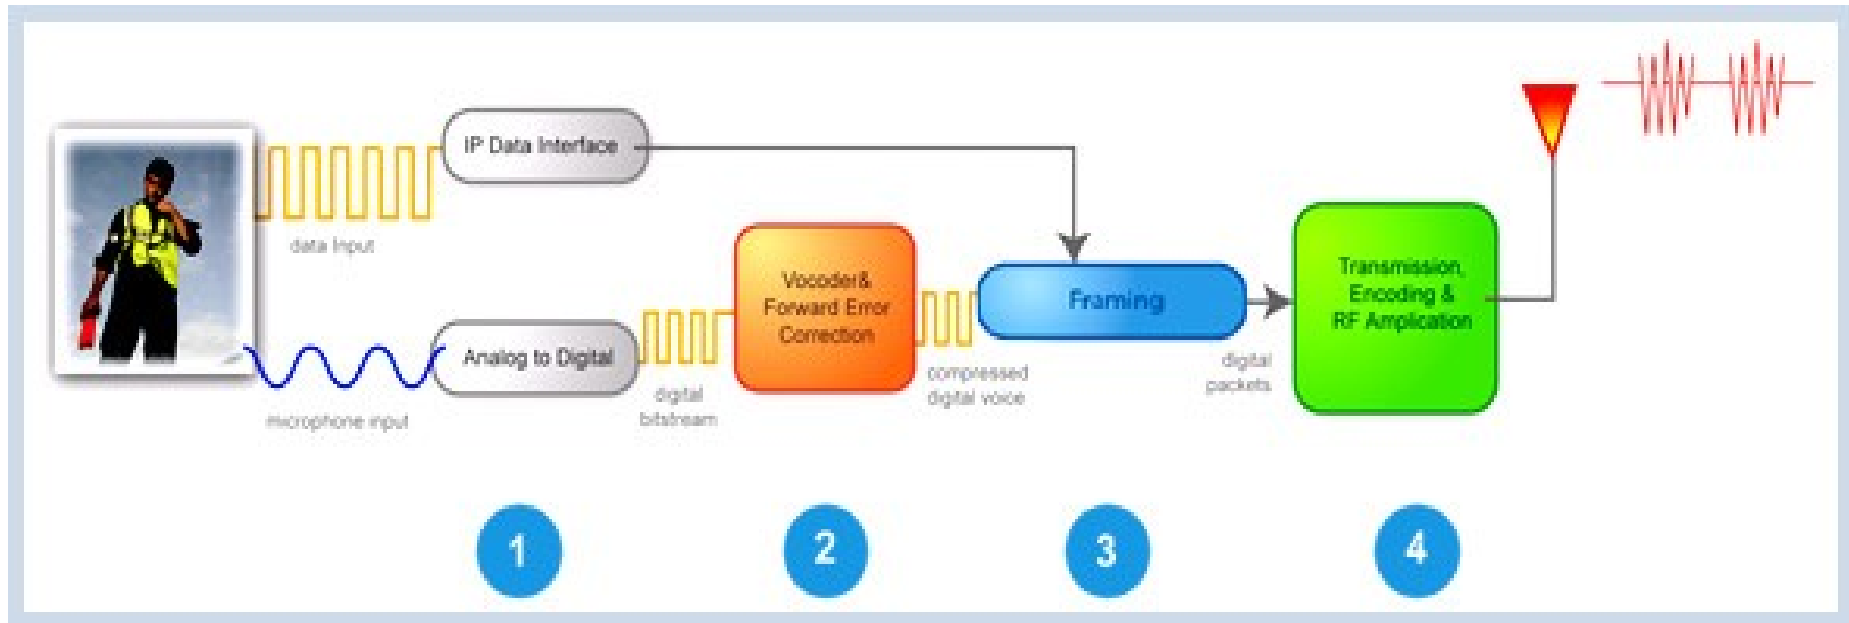 IP Data Interface
data Input
Vocoder&
Forward Error
Correction
Framing
Transmission,
Encoding &
RF Amplication
Analog to Digital
microphone input
digital
bitstream
compressed
digital voice
digital
packets
1
2
3
4